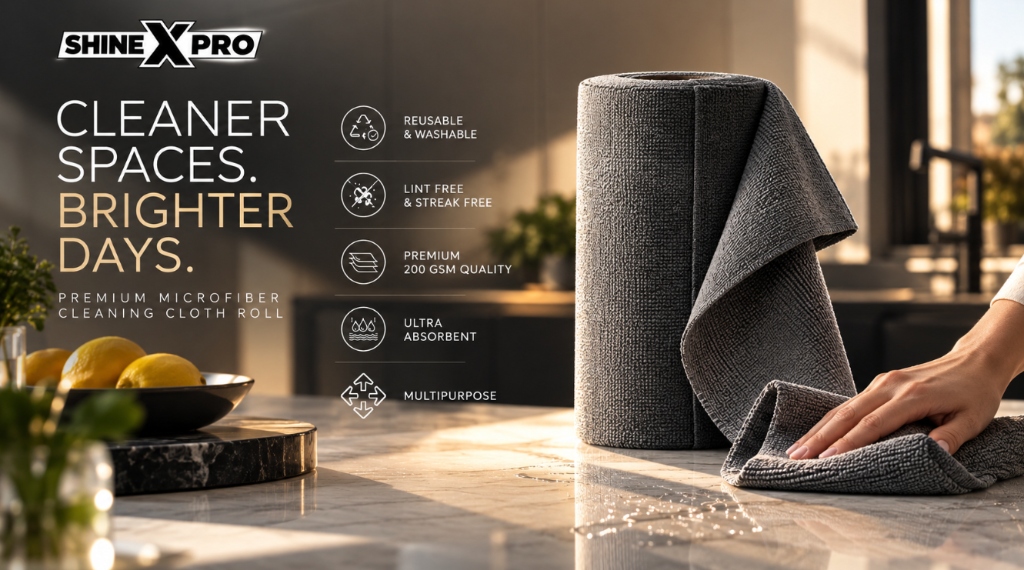 SHINE X PRO
CLEANER
SPACES.
BRIGHTER
DAYS.
PREMIUM MICROFIBER
CLEANING CLOTH ROLL
REUSABLE
& WASHABLE
LINT FREE
& STREAK FREE
PREMIUM
200 GSM QUALITY
ULTRA
ABSORBENT
MULTIPURPOSE